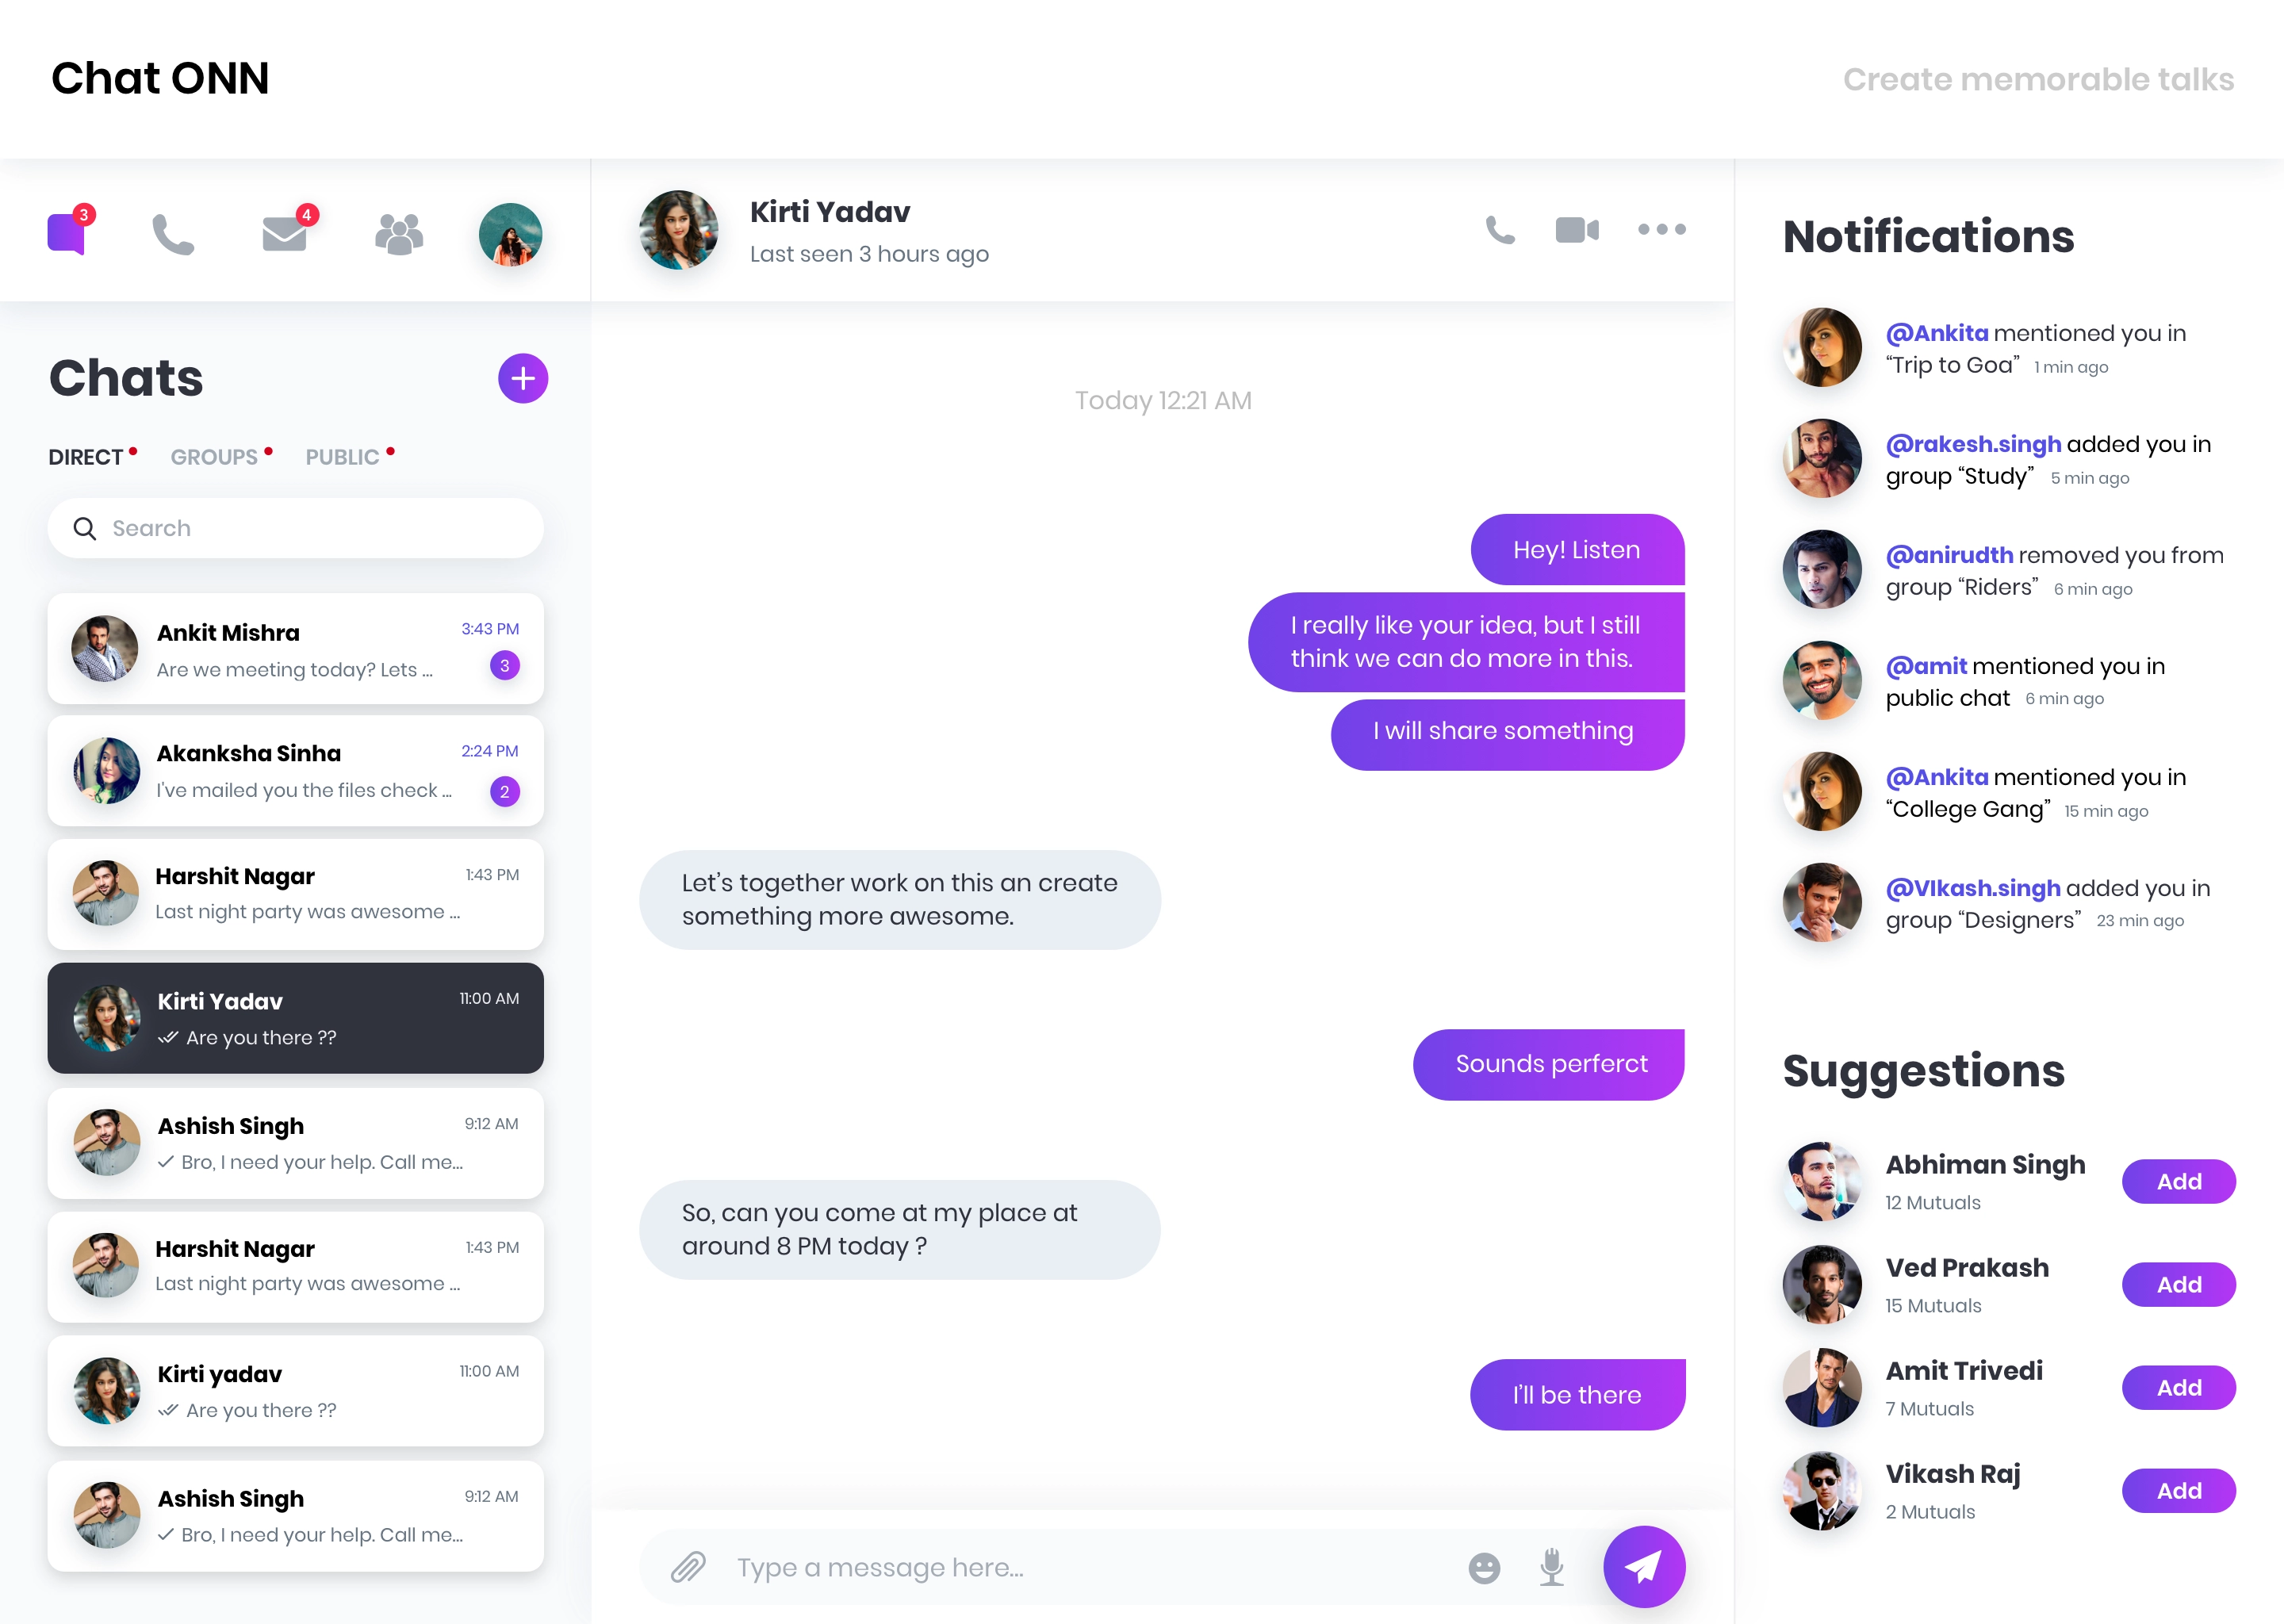 Chat ONN
Create memorable talks
3
4
Chats
DIRECT
GROUPS
PUBLIC
Search
Ankit Mishra
3:43 PM
Are we meeting today? Lets ...
3
Akanksha Sinha
2:24 PM
I've mailed you the files check ...
2
Harshit Nagar
1:43 PM
Last night party was awesome ...
Kirti Yadav
11:00 AM
Are you there ??
Ashish Singh
9:12 AM
Bro, I need your help. Call me...
Harshit Nagar
1:43 PM
Last night party was awesome ...
Kirti yadav
11:00 AM
Are you there ??
Ashish Singh
9:12 AM
Bro, I need your help. Call me...
Kirti Yadav
Last seen 3 hours ago
Today 12:21 AM
Hey! Listen
I really like your idea, but I still
think we can do more in this.
I will share something
Let’s together work on this an create
something more awesome.
Sounds perferct
So, can you come at my place at
around 8 PM today ?
I’ll be there
Type a message here...
Notifications
@Ankita mentioned you in
“Trip to Goa” 1 min ago
@rakesh.singh added you in
group “Study” 5 min ago
@anirudth removed you from
group “Riders” 6 min ago
@amit mentioned you in
public chat 6 min ago
@Ankita mentioned you in
“College Gang” 15 min ago
@VIkash.singh added you in
group “Designers” 23 min ago
Suggestions
Abhiman Singh
12 Mutuals
Add
Ved Prakash
15 Mutuals
Add
Amit Trivedi
7 Mutuals
Add
Vikash Raj
2 Mutuals
Add